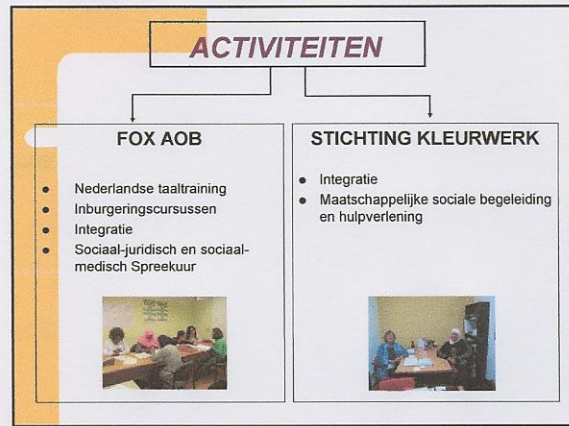 ACTIVITEITEN
FOX AOB
● Nederlandse taaltraining
● Inburgeringscursussen
● Integratie
● Sociaal-juridisch en sociaal-
medisch Spreekuur
STICHTING KLEURWERK
● Integratie
● Maatschappelijke sociale begeleiding
en hulpverlening